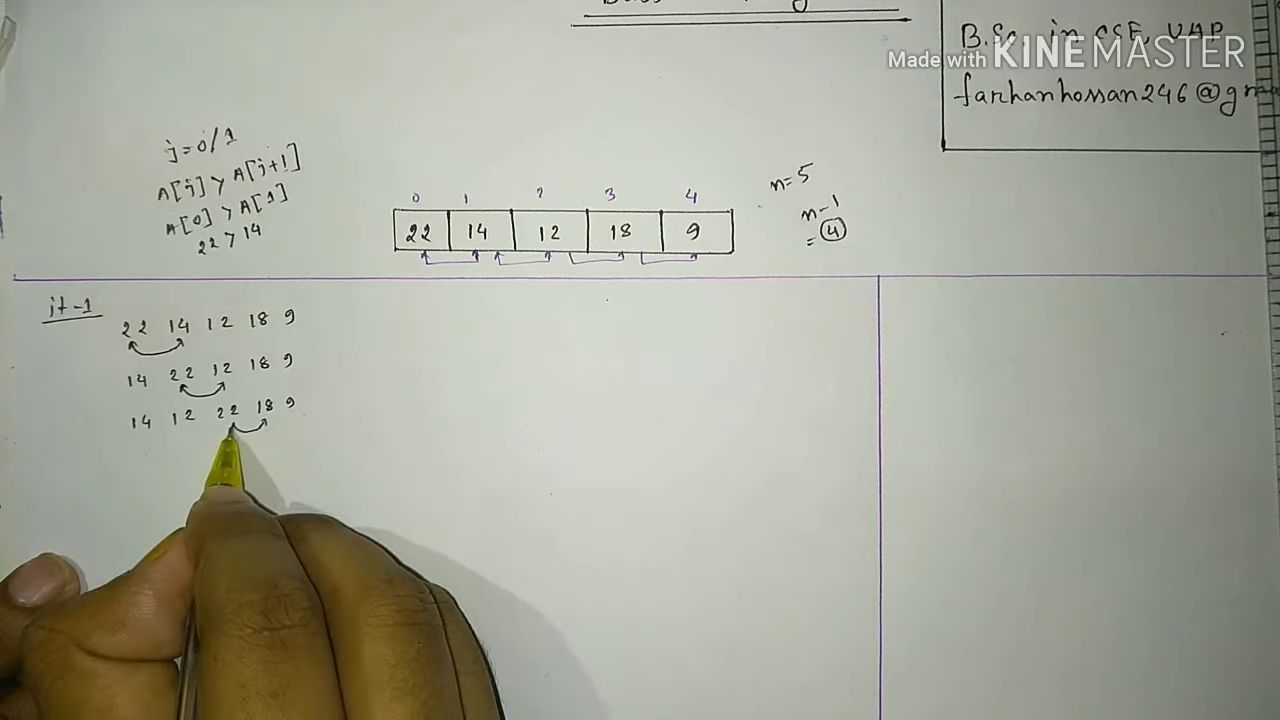 B.Sc in CSE, UAP
Made with KINEMASTER
farhanhossan246@gm
j=0/1
A[j] > A[j+1]
A[0] > A[1]
22 > 14
0 1 2 3 4
22 14 12 18 9
n=5
n-1
=4
it-1
22 14 12 18 9
14 22 12 18 9
14 12 22 18 9